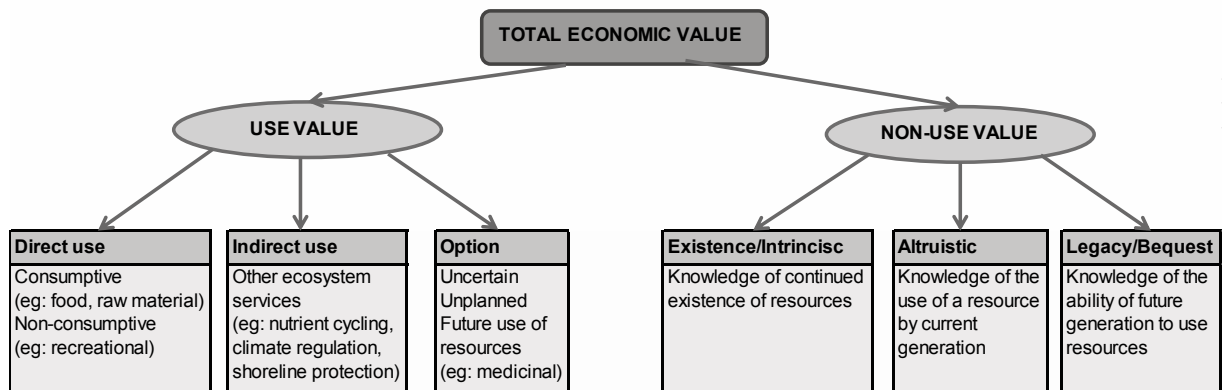 TOTAL ECONOMIC VALUE
USE VALUE
NON-USE VALUE
Direct use
Consumptive
(eg: food, raw material)
Non-consumptive
(eg: recreational)
Indirect use
Other ecosystem
services
(eg: nutrient cycling,
climate regulation,
shoreline protection)
Option
Uncertain
Unplanned
Future use of
resources
(eg: medicinal)
Existence/Intrincisc
Knowledge of continued
existence of resources
Altruistic
Knowledge of the
use of a resource
by current
generation
Legacy/Bequest
Knowledge of the
ability of future
generation to use
resources